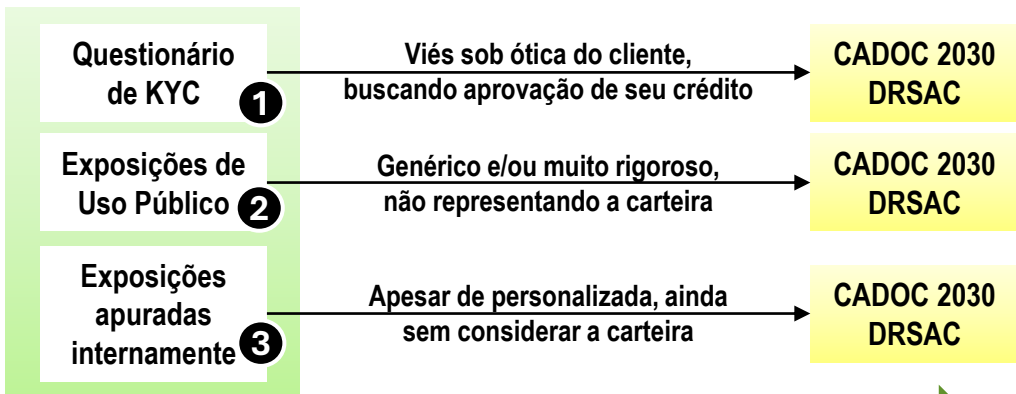 Questionário
de KYC
1
Viés sob ótica do cliente,
buscando aprovação de seu crédito
CADOC 2030
DRSAC
Exposições de
Uso Público
2
Genérico e/ou muito rigoroso,
não representando a carteira
CADOC 2030
DRSAC
Exposições
apuradas
internamente
3
Apesar de personalizada, ainda
sem considerar a carteira
CADOC 2030
DRSAC